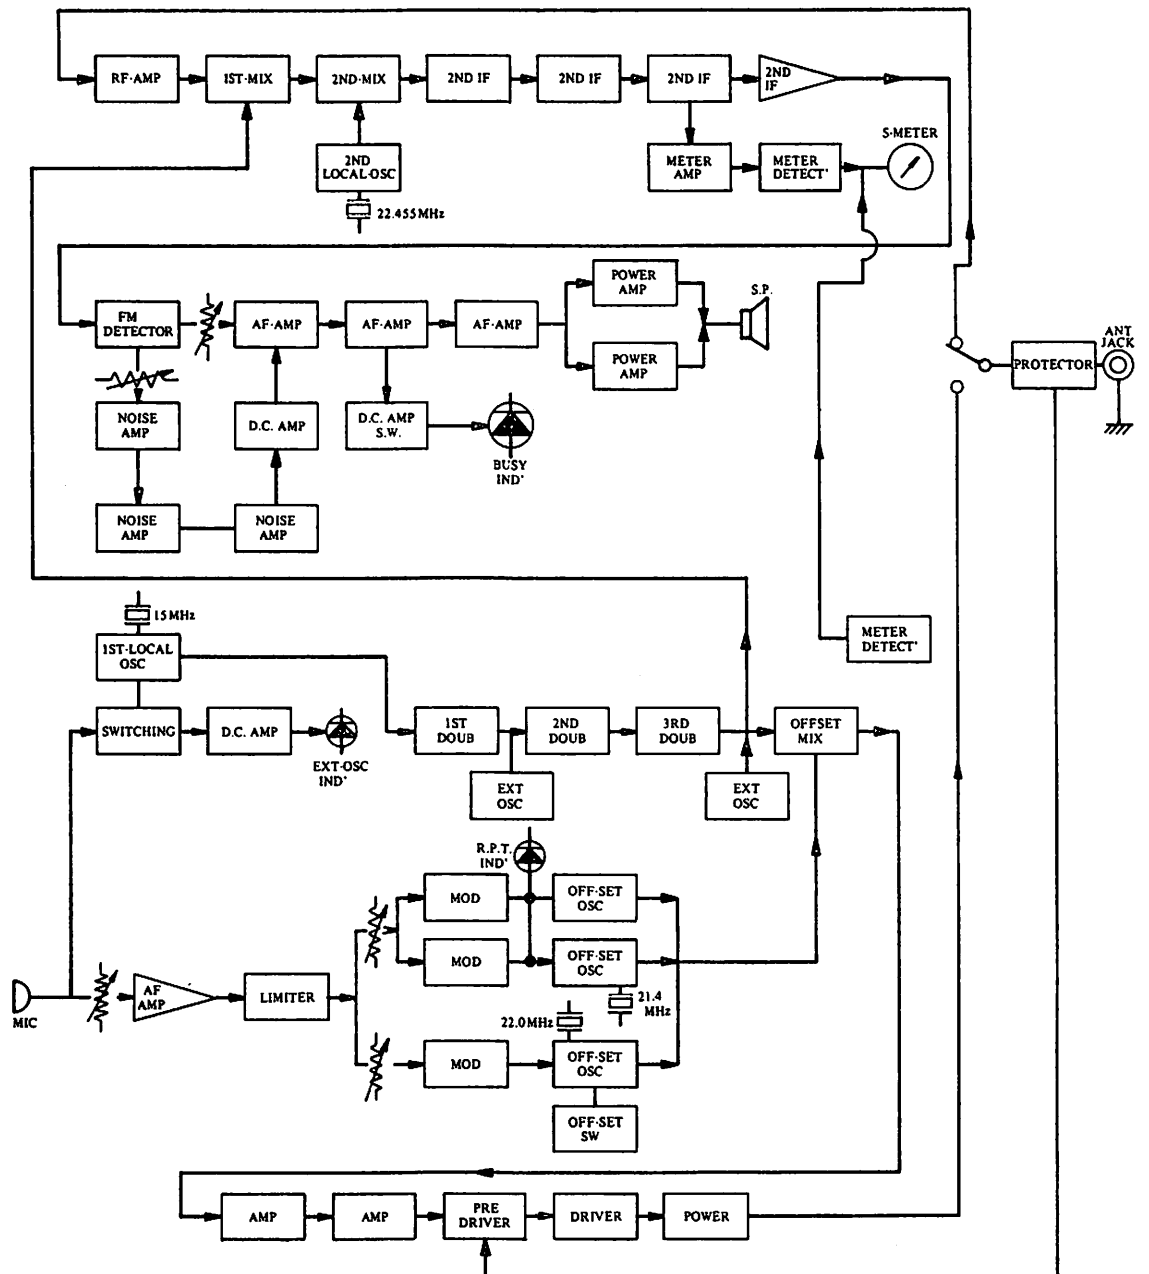 RF·AMP
1ST·MIX
2ND·MIX
2ND IF
2ND IF
2ND IF
2ND
IF
2ND
LOCAL·OSC
22.455MHz
METER
AMP
METER
DETECT'
S·METER
FM
DETECTOR
AF·AMP
AF·AMP
AF·AMP
POWER
AMP
POWER
AMP
S.P.
NOISE
AMP
D.C. AMP
D.C. AMP
S.W.
BUSY
IND'
NOISE
AMP
NOISE
AMP
ANT
JACK
PROTECTOR
15MHz
1ST·LOCAL
OSC
METER
DETECT'
SWITCHING
D.C. AMP
EXT·OSC
IND'
1ST
DOUB
2ND
DOUB
3RD
DOUB
OFFSET
MIX
EXT
OSC
EXT
OSC
R.P.T.
IND'
MOD
OFF·SET
OSC
MOD
OFF·SET
OSC
21.4
MHz
MIC
AF
AMP
LIMITER
22.0MHz
MOD
OFF·SET
OSC
OFF·SET
SW
AMP
AMP
PRE
DRIVER
DRIVER
POWER